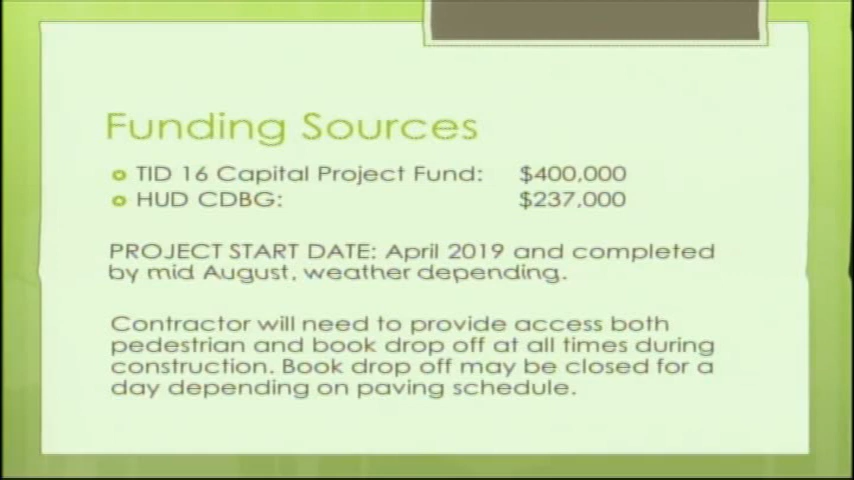 Funding Sources
TID 16 Capital Project Fund: $400,000
HUD CDBG: $237,000
PROJECT START DATE: April 2019 and completed
by mid August, weather depending.
Contractor will need to provide access both
pedestrian and book drop off at all times during
construction. Book drop off may be closed for a
day depending on paving schedule.